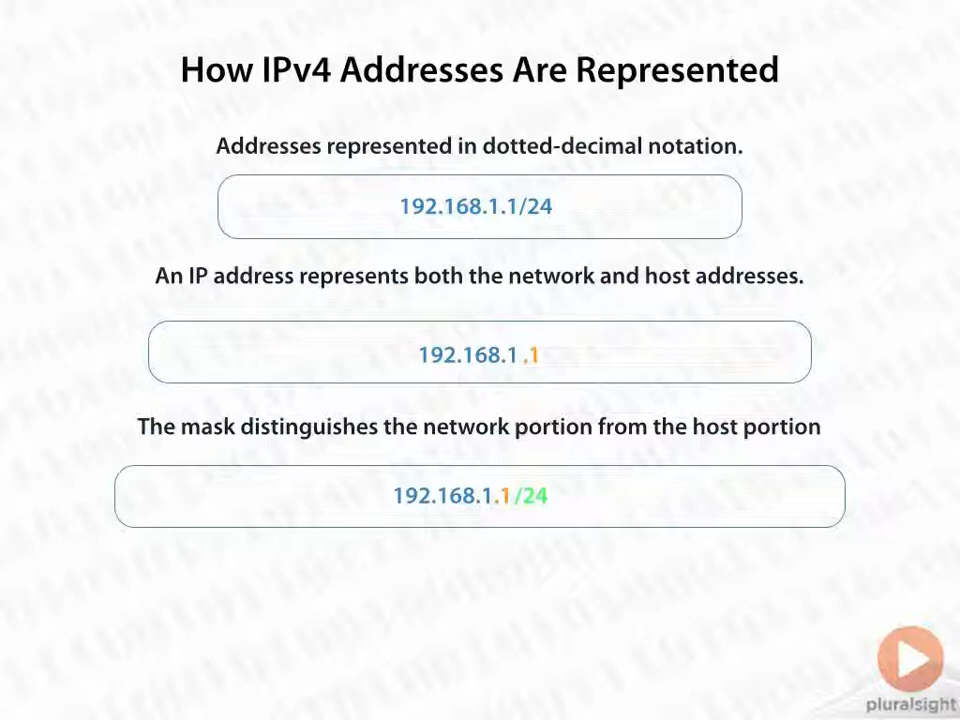 How IPv4 Addresses Are Represented
Addresses represented in dotted-decimal notation.
192.168.1.1/24
An IP address represents both the network and host addresses.
192.168.1 .1
The mask distinguishes the network portion from the host portion
192.168.1.1/24
pluralsight